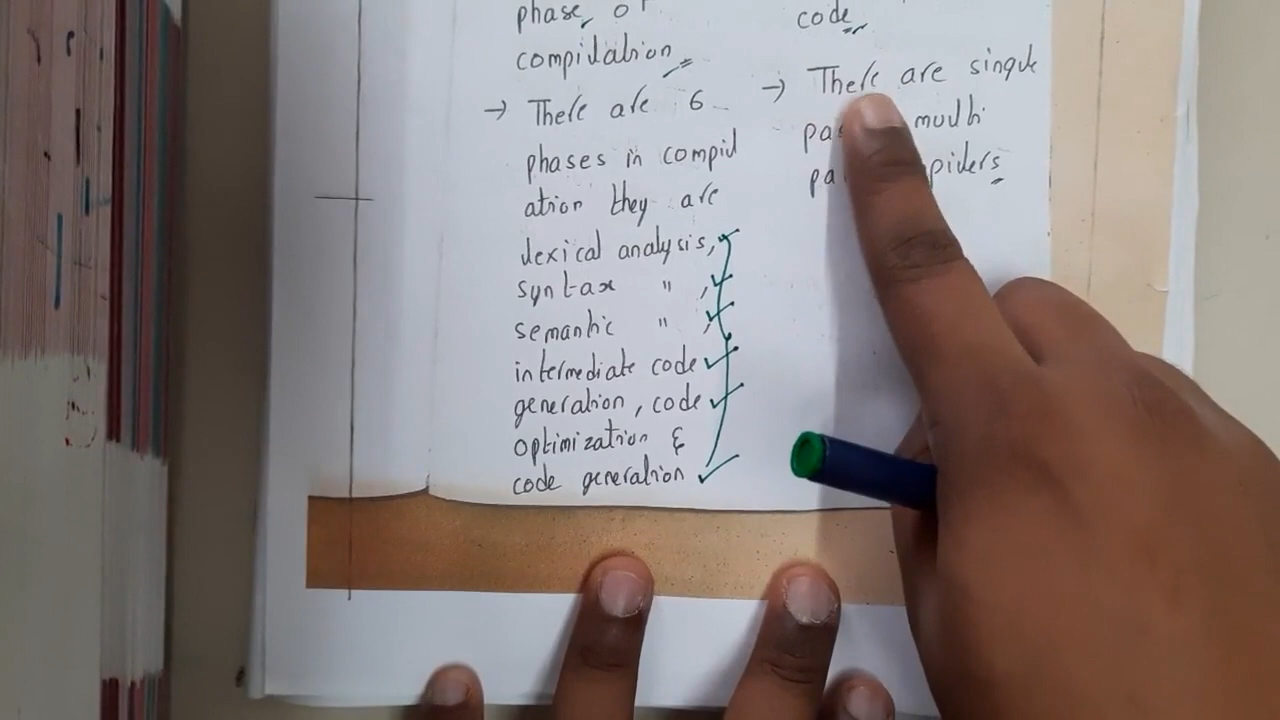 phase, of
compilation
→ There are 6
phases in compil
ation they are
lexical analysis,
syntax " ,
semantic " ,
intermediate code
generation, code
optimization &
code generation
code
→ There are single
multi